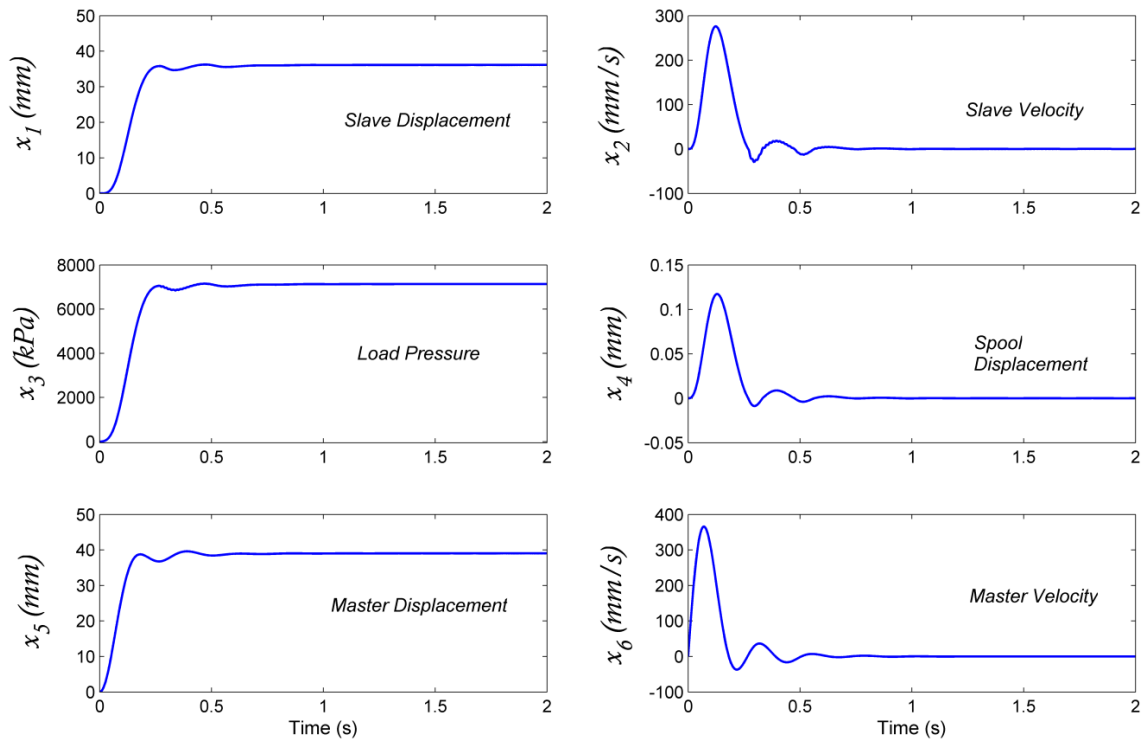 50
40
30
20
10
0
x1 (mm)
Slave Displacement
0 0.5 1 1.5 2
300
200
100
0
-100
x2 (mm/s)
Slave Velocity
0 0.5 1 1.5 2
8000
6000
4000
2000
0
x3 (kPa)
Load Pressure
0 0.5 1 1.5 2
0.15
0.1
0.05
0
-0.05
x4 (mm)
Spool
Displacement
0 0.5 1 1.5 2
50
40
30
20
10
0
x5 (mm)
Master Displacement
0 0.5 1 1.5 2
Time (s)
400
300
200
100
0
-100
x6 (mm/s)
Master Velocity
0 0.5 1 1.5 2
Time (s)